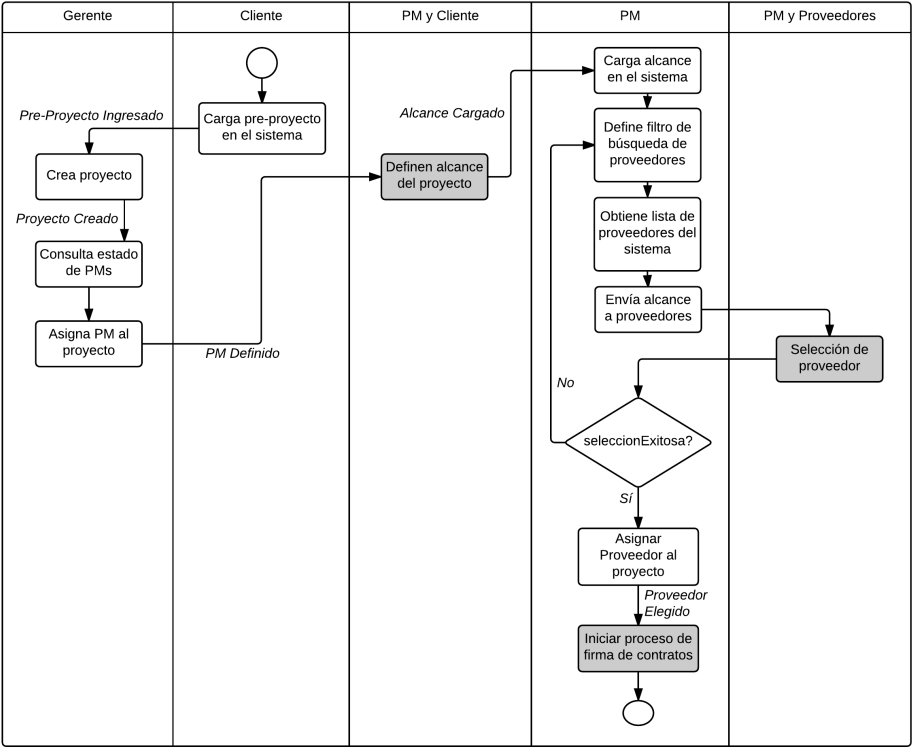 Gerente
Cliente
PM y Cliente
PM
PM y Proveedores
Carga pre-proyecto
en el sistema
Pre-Proyecto Ingresado
Crea proyecto
Proyecto Creado
Consulta estado
de PMs
Asigna PM al
proyecto
PM Definido
Definen alcance
del proyecto
Alcance Cargado
Carga alcance
en el sistema
Define filtro de
búsqueda de
proveedores
Obtiene lista de
proveedores del
sistema
Envía alcance
a proveedores
Selección de
proveedor
No
seleccionExitosa?
Sí
Asignar
Proveedor al
proyecto
Proveedor
Elegido
Iniciar proceso de
firma de contratos